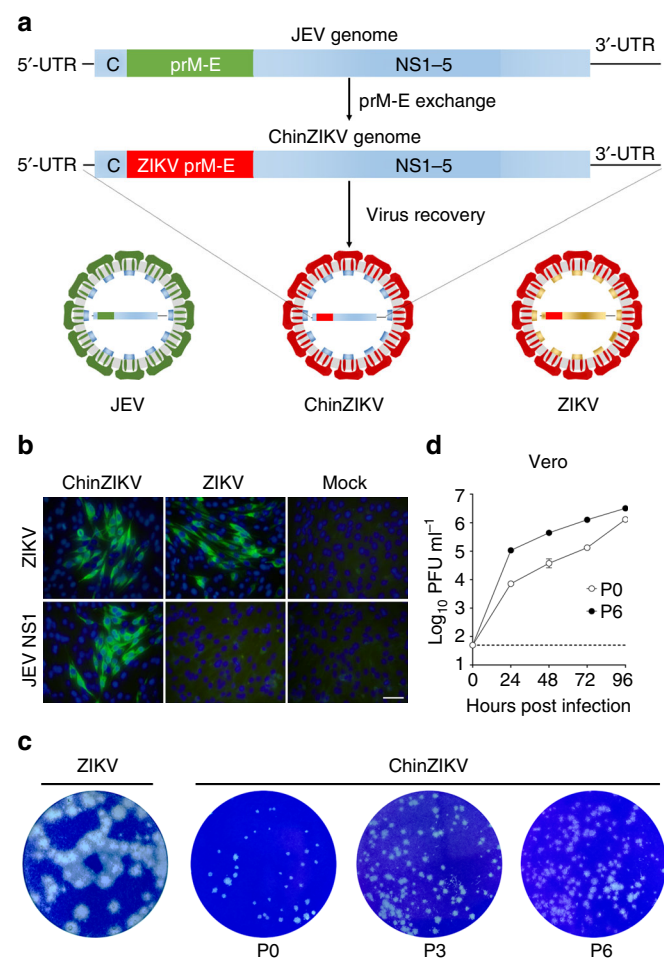 a
JEV genome
5′-UTR
C
prM-E
NS1–5
3′-UTR
prM-E exchange
ChinZIKV genome
5′-UTR
C
ZIKV prM-E
NS1–5
3′-UTR
Virus recovery
JEV
ChinZIKV
ZIKV
b
ChinZIKV
ZIKV
Mock
ZIKV
JEV NS1
d
Vero
Log₁₀ PFU ml⁻¹
7
6
5
4
3
2
1
P0
P6
0
24
48
72
96
Hours post infection
c
ZIKV
ChinZIKV
P0
P3
P6